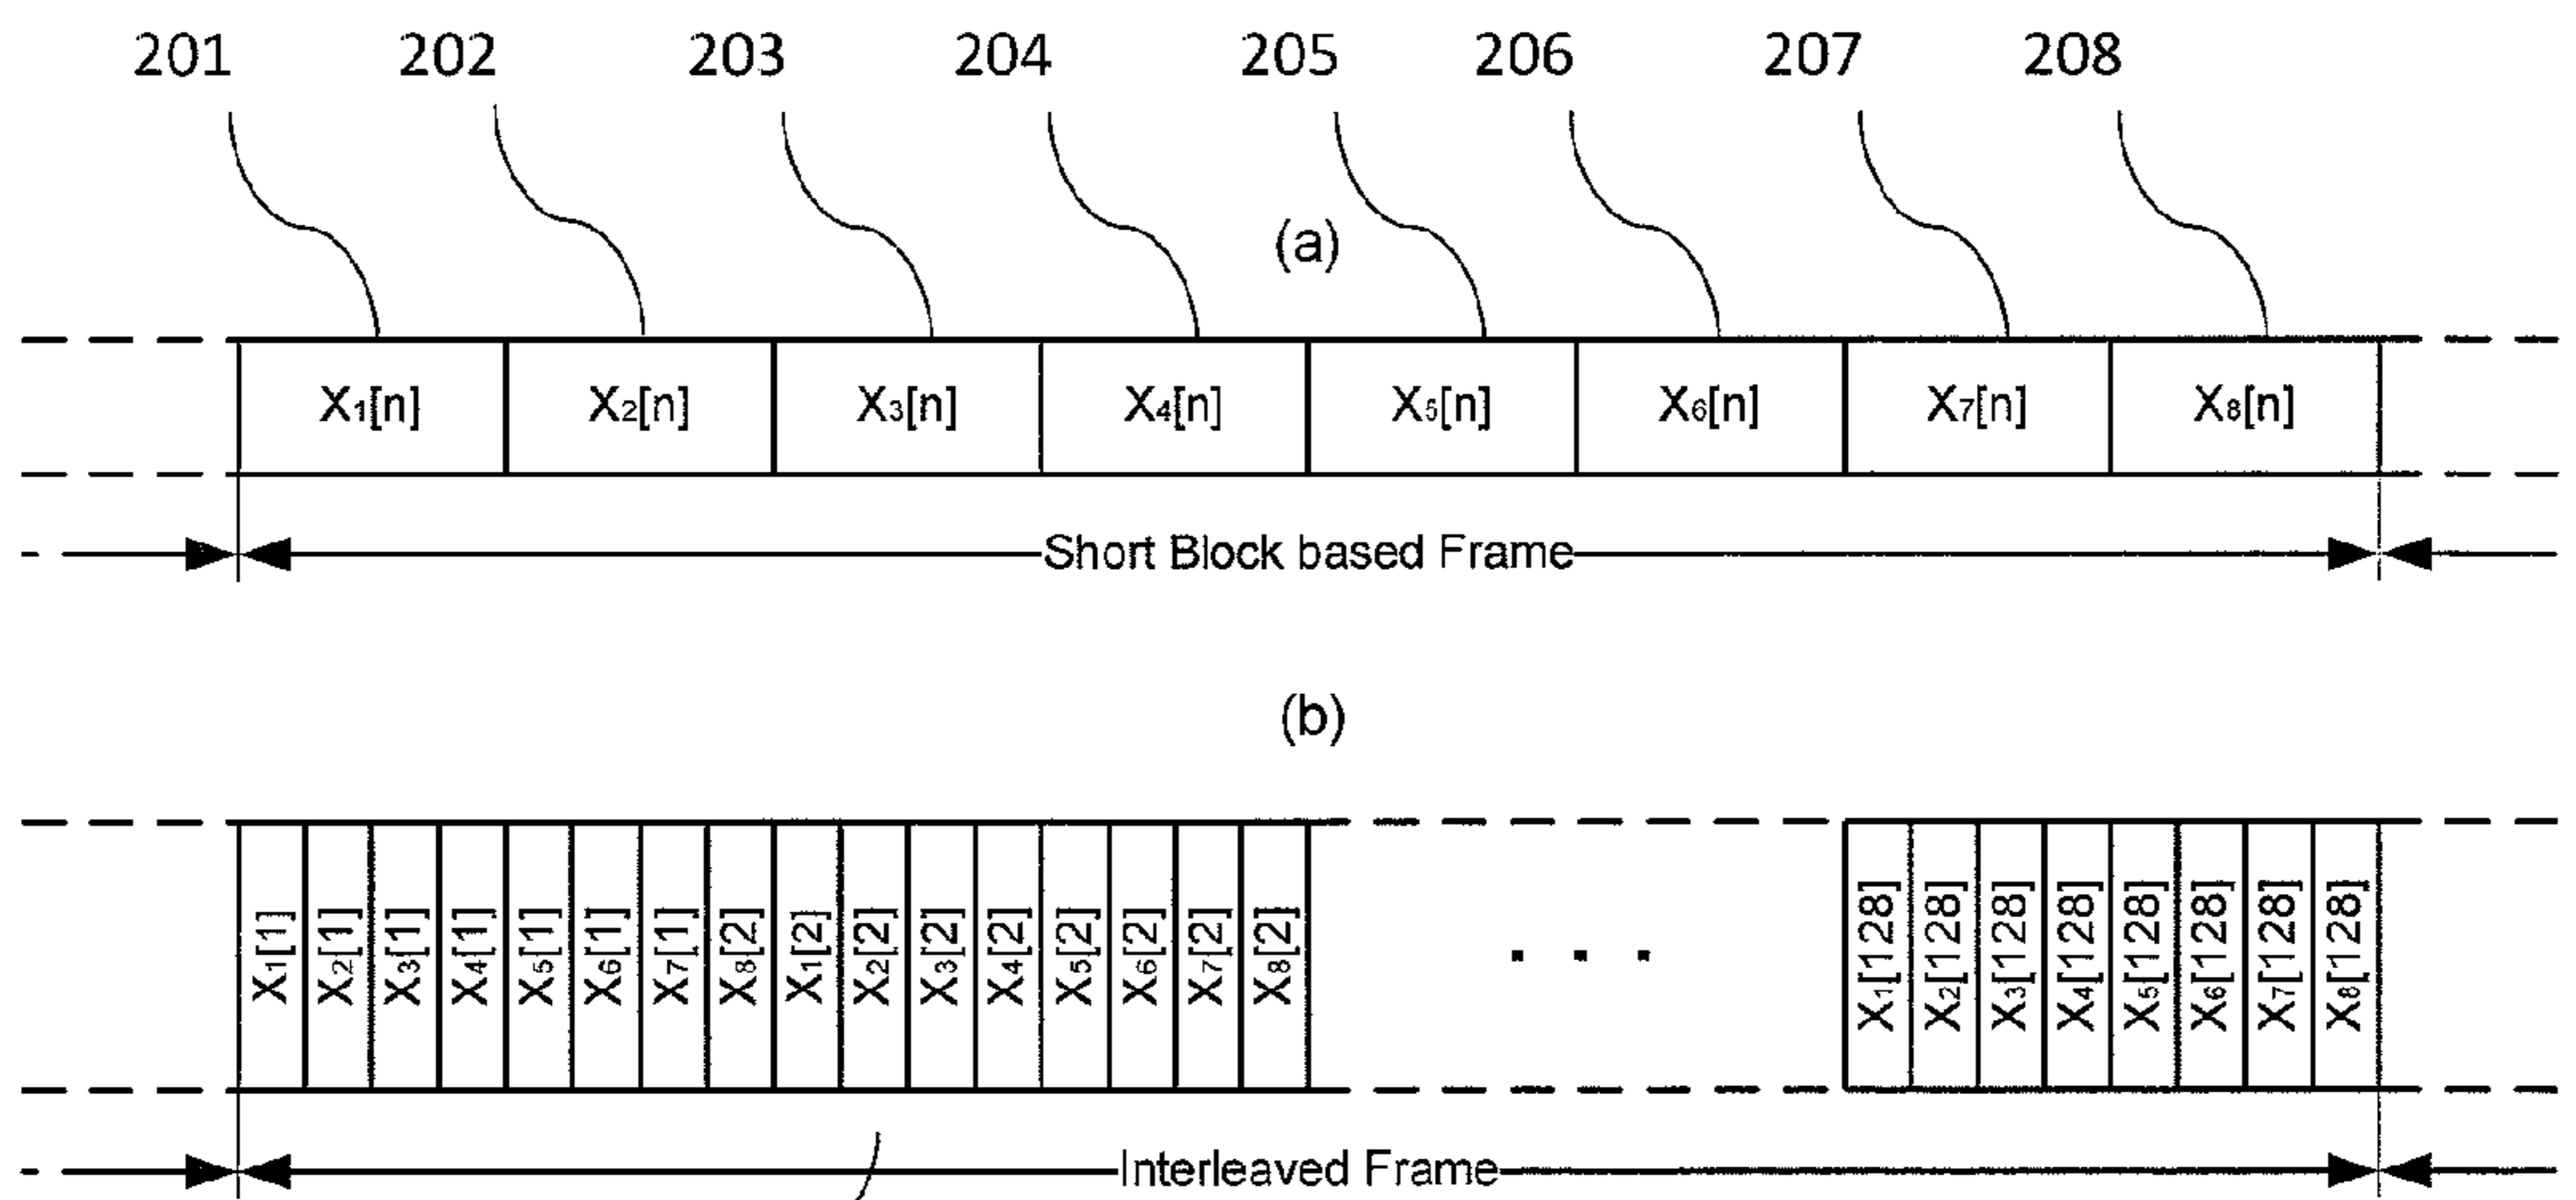 201 202 203 204 205 206 207 208
(a)
X₁[n] X₂[n] X₃[n] X₄[n] X₅[n] X₆[n] X₇[n] X₈[n]
Short Block based Frame
(b)
X₁[1] X₂[1] X₃[1] X₄[1] X₅[1] X₆[1] X₇[1] X₈[2] X₁[2] X₂[2] X₃[2] X₄[2] X₅[2] X₆[2] X₇[2] X₈[2] . . . X₁[128] X₂[128] X₃[128] X₄[128] X₅[128] X₆[128] X₇[128] X₈[128]
Interleaved Frame